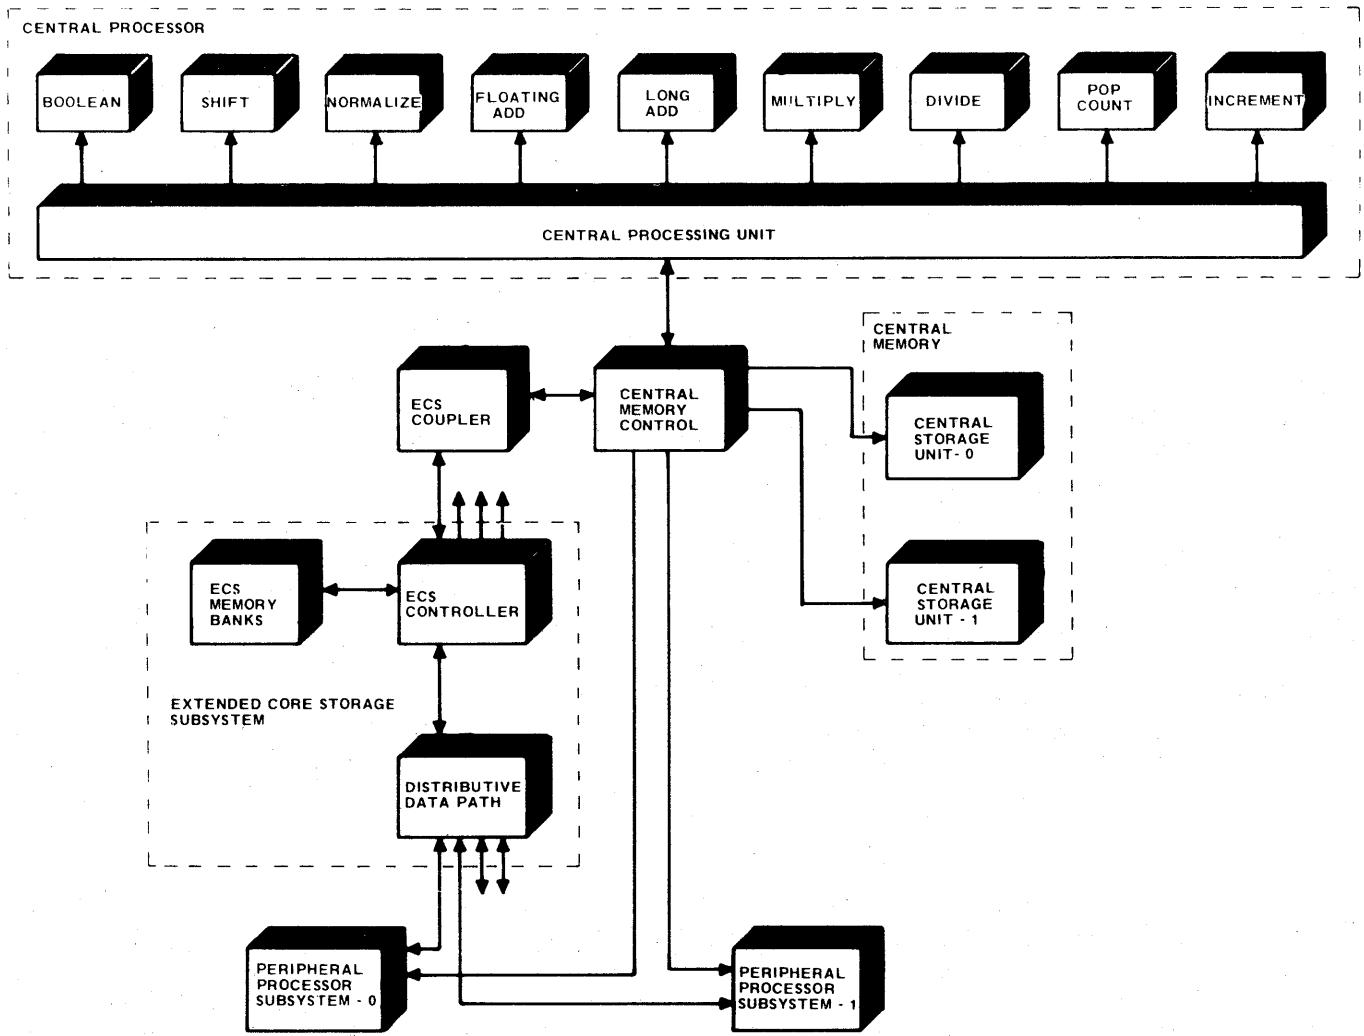 CENTRAL PROCESSOR
BOOLEAN
SHIFT
NORMALIZE
FLOATING
ADD
LONG
ADD
MULTIPLY
DIVIDE
POP
COUNT
INCREMENT
CENTRAL PROCESSING UNIT
CENTRAL
MEMORY
ECS
COUPLER
CENTRAL
MEMORY
CONTROL
CENTRAL
STORAGE
UNIT - 0
ECS
MEMORY
BANKS
ECS
CONTROLLER
CENTRAL
STORAGE
UNIT - 1
EXTENDED CORE STORAGE
SUBSYSTEM
DISTRIBUTIVE
DATA PATH
PERIPHERAL
PROCESSOR
SUBSYSTEM - 0
PERIPHERAL
PROCESSOR
SUBSYSTEM - 1